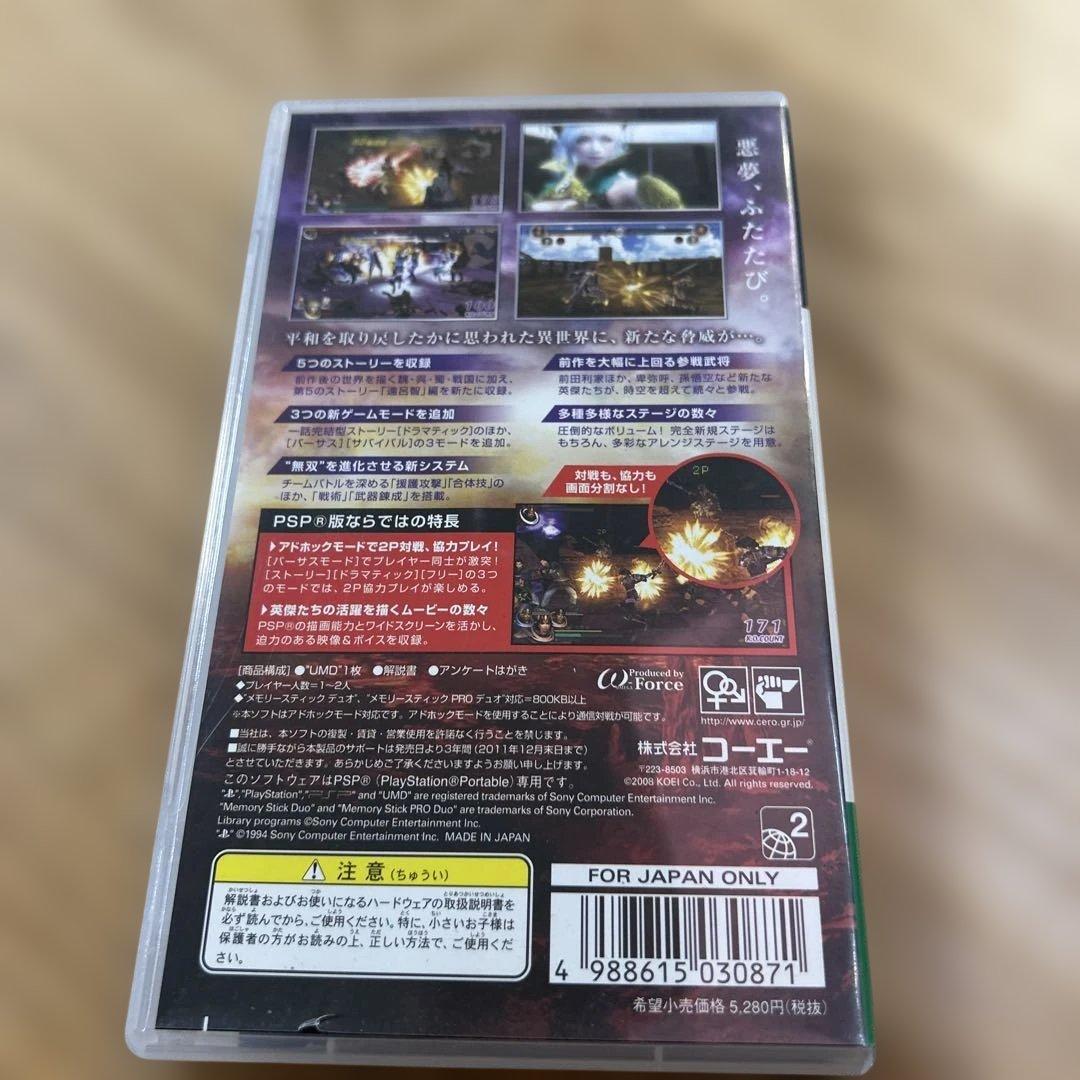 悪夢、ふたたび。
100
平和を取り戻したかに思われた異世界に、新たな脅威が…。
5つのストーリーを収録
前作後の世界を描く魏・呉・蜀・戦国に加え、
第5のストーリー「遠呂智」編を新たに収録。
3つの新ゲームモードを追加
一話完結型ストーリー[ドラマティック]のほか、
[バーサス][サバイバル]の3モードを追加。
“無双”を進化させる新システム
チームバトルを深める「援護攻撃」「合体技」の
ほか、「戦術」「武器錬成」を搭載。
前作を大幅に上回る参戦武将
前田利家ほか、卑弥呼、孫悟空など新たな
英傑たちが、時空を超えて続々と参戦。
多種多様なステージの数々
圧倒的なボリューム! 完全新規ステージは
もちろん、多彩なアレンジステージを用意。
対戦も、協力も
画面分割なし!
2P
2P
171
K.O.COUNT
PSP®版ならではの特長
アドホックモードで2P対戦、協力プレイ!
[バーサスモード]でプレイヤー同士が激突!
[ストーリー][ドラマティック][フリー]の3つ
のモードでは、2P協力プレイが楽しめる。
英傑たちの活躍を描くムービーの数々
PSP®の描画能力とワイドスクリーンを活かし、
迫力のある映像&ボイスを収録。
[商品構成]●“UMD”1枚 ●解説書 ●アンケートはがき
◆プレイヤー人数=1~2人
◆“メモリースティック デュオ”、“メモリースティック PRO デュオ”対応=800KB以上
※本ソフトはアドホックモード対応です。アドホックモードを使用することにより通信対戦が可能です。
■当社は、本ソフトの複製・賃貸・営業使用を許諾なく行うことを禁じます。
■誠に勝手ながら本製品のサポートは発売日より3年間(2011年12月末日まで)
とさせていただきます。あらかじめご了承くださいますようお願い申し上げます。
このソフトウェアはPSP®(PlayStation®Portable)専用です。
"PlayStation", "PSP" and "UMD" are registered trademarks of Sony Computer Entertainment Inc.
"Memory Stick Duo" and "Memory Stick PRO Duo" are trademarks of Sony Corporation.
Library programs ©Sony Computer Entertainment Inc.
©1994 Sony Computer Entertainment Inc. MADE IN JAPAN
Produced by
ω-Force
http://www.cero.gr.jp/
株式会社 コーエー®
〒223-8503 横浜市港北区箕輪町1-18-12
©2008 KOEI Co., Ltd. All rights reserved.
2
注意(ちゅうい)
解説書およびお使いになるハードウェアの取扱説明書を
必ず読んでから、ご使用ください。特に、小さいお子様は
保護者の方がお読みの上、正しい方法で、ご使用くだ
さい。
FOR JAPAN ONLY
4 988615 030871
希望小売価格 5,280円(税抜)